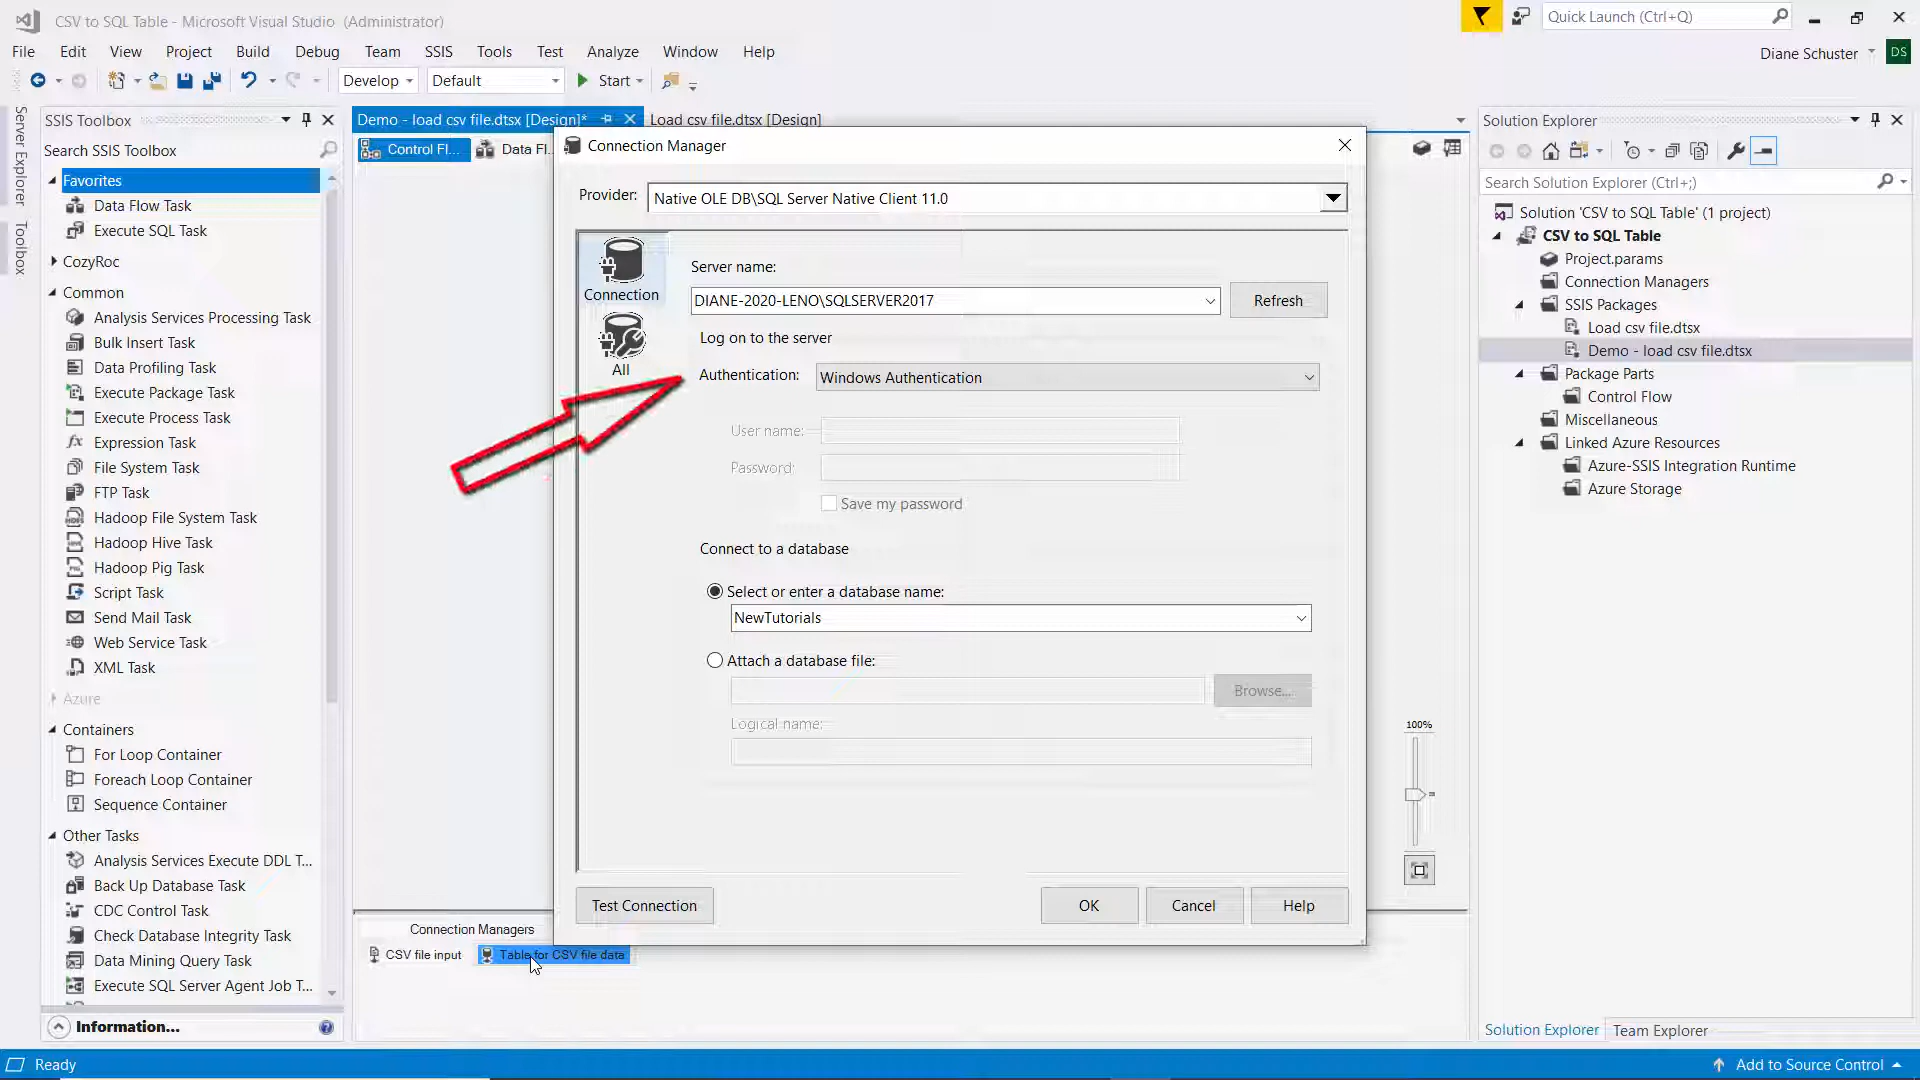 CSV to SQL Table - Microsoft Visual Studio (Administrator)
Quick Launch (Ctrl+Q)
File Edit View Project Build Debug Team SSIS Tools Test Analyze Window Help
Diane Schuster
DS
Develop
Default
Start
Server Explorer
Toolbox
SSIS Toolbox
Search SSIS Toolbox
Favorites
Data Flow Task
Execute SQL Task
CozyRoc
Common
Analysis Services Processing Task
Bulk Insert Task
Data Profiling Task
Execute Package Task
Execute Process Task
Expression Task
File System Task
FTP Task
Hadoop File System Task
Hadoop Hive Task
Hadoop Pig Task
Script Task
Send Mail Task
Web Service Task
XML Task
Azure
Containers
For Loop Container
Foreach Loop Container
Sequence Container
Other Tasks
Analysis Services Execute DDL T...
Back Up Database Task
CDC Control Task
Check Database Integrity Task
Data Mining Query Task
Execute SQL Server Agent Job T...
Information...
Demo - load csv file.dtsx [Design]*
Load csv file.dtsx [Design]
Control Fl...
Data Fl...
Connection Manager
Provider:
Native OLE DB\SQL Server Native Client 11.0
Connection
All
Server name:
DIANE-2020-LENO\SQLSERVER2017
Refresh
Log on to the server
Authentication:
Windows Authentication
User name:
Password:
Save my password
Connect to a database
Select or enter a database name:
NewTutorials
Attach a database file:
Browse...
Logical name:
Test Connection
OK
Cancel
Help
100%
Connection Managers
CSV file input
Table for CSV file data
Solution Explorer
Search Solution Explorer (Ctrl+;)
Solution 'CSV to SQL Table' (1 project)
CSV to SQL Table
Project.params
Connection Managers
SSIS Packages
Load csv file.dtsx
Demo - load csv file.dtsx
Package Parts
Control Flow
Miscellaneous
Linked Azure Resources
Azure-SSIS Integration Runtime
Azure Storage
Solution Explorer
Team Explorer
Ready
Add to Source Control